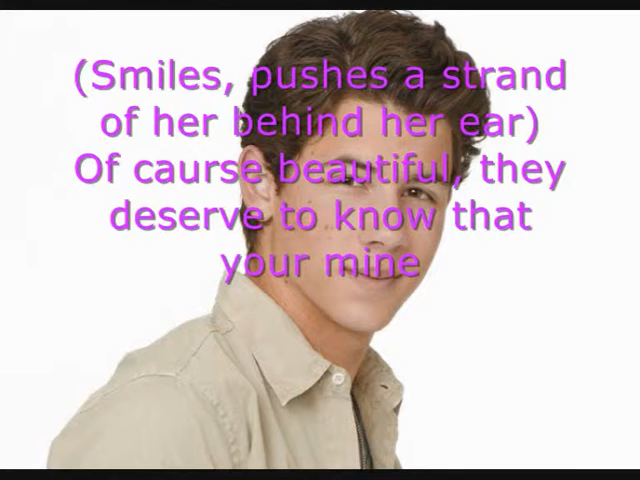 (Smiles, pushes a strand
of her behind her ear)
Of caurse beautiful, they
deserve to know that
your mine